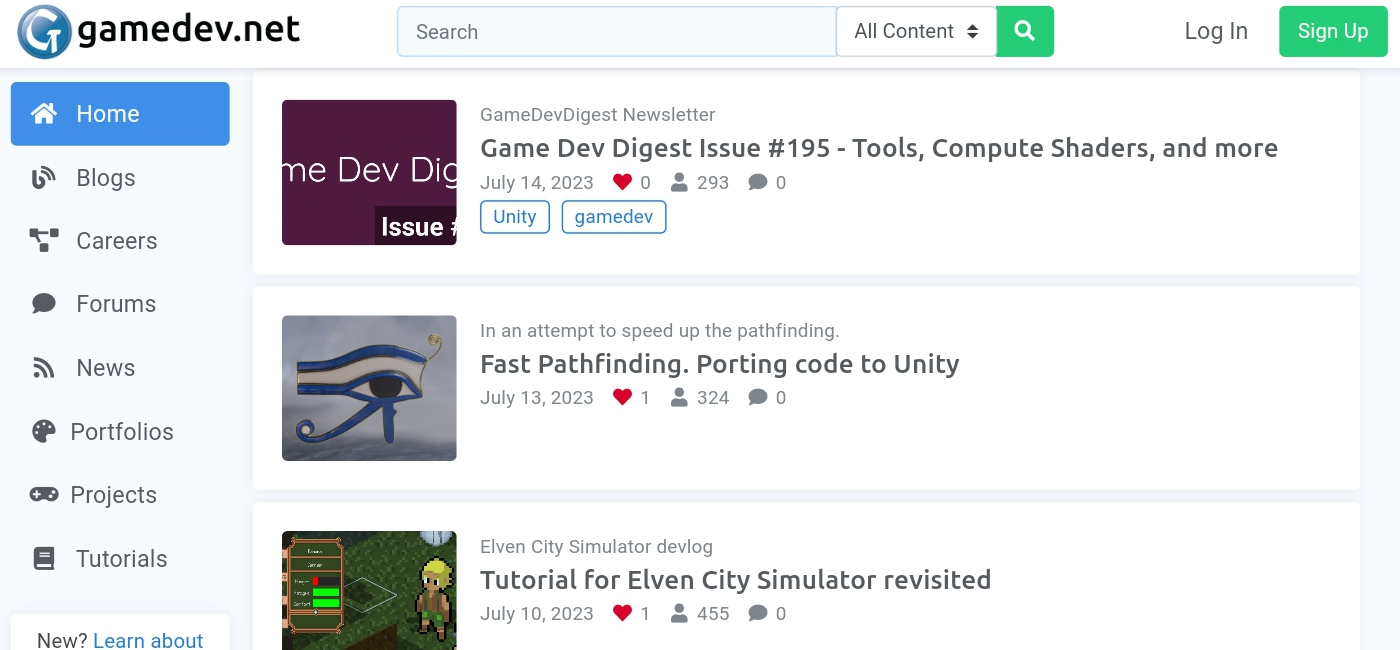 gamedev.net
Search
All Content
Log In
Sign Up
Home
Blogs
Careers
Forums
News
Portfolios
Projects
Tutorials
New? Learn about
me Dev Dig
Issue #
GameDevDigest Newsletter
Game Dev Digest Issue #195 - Tools, Compute Shaders, and more
July 14, 2023 0 293 0
Unity gamedev
In an attempt to speed up the pathfinding.
Fast Pathfinding. Porting code to Unity
July 13, 2023 1 324 0
Elven City Simulator devlog
Tutorial for Elven City Simulator revisited
July 10, 2023 1 455 0